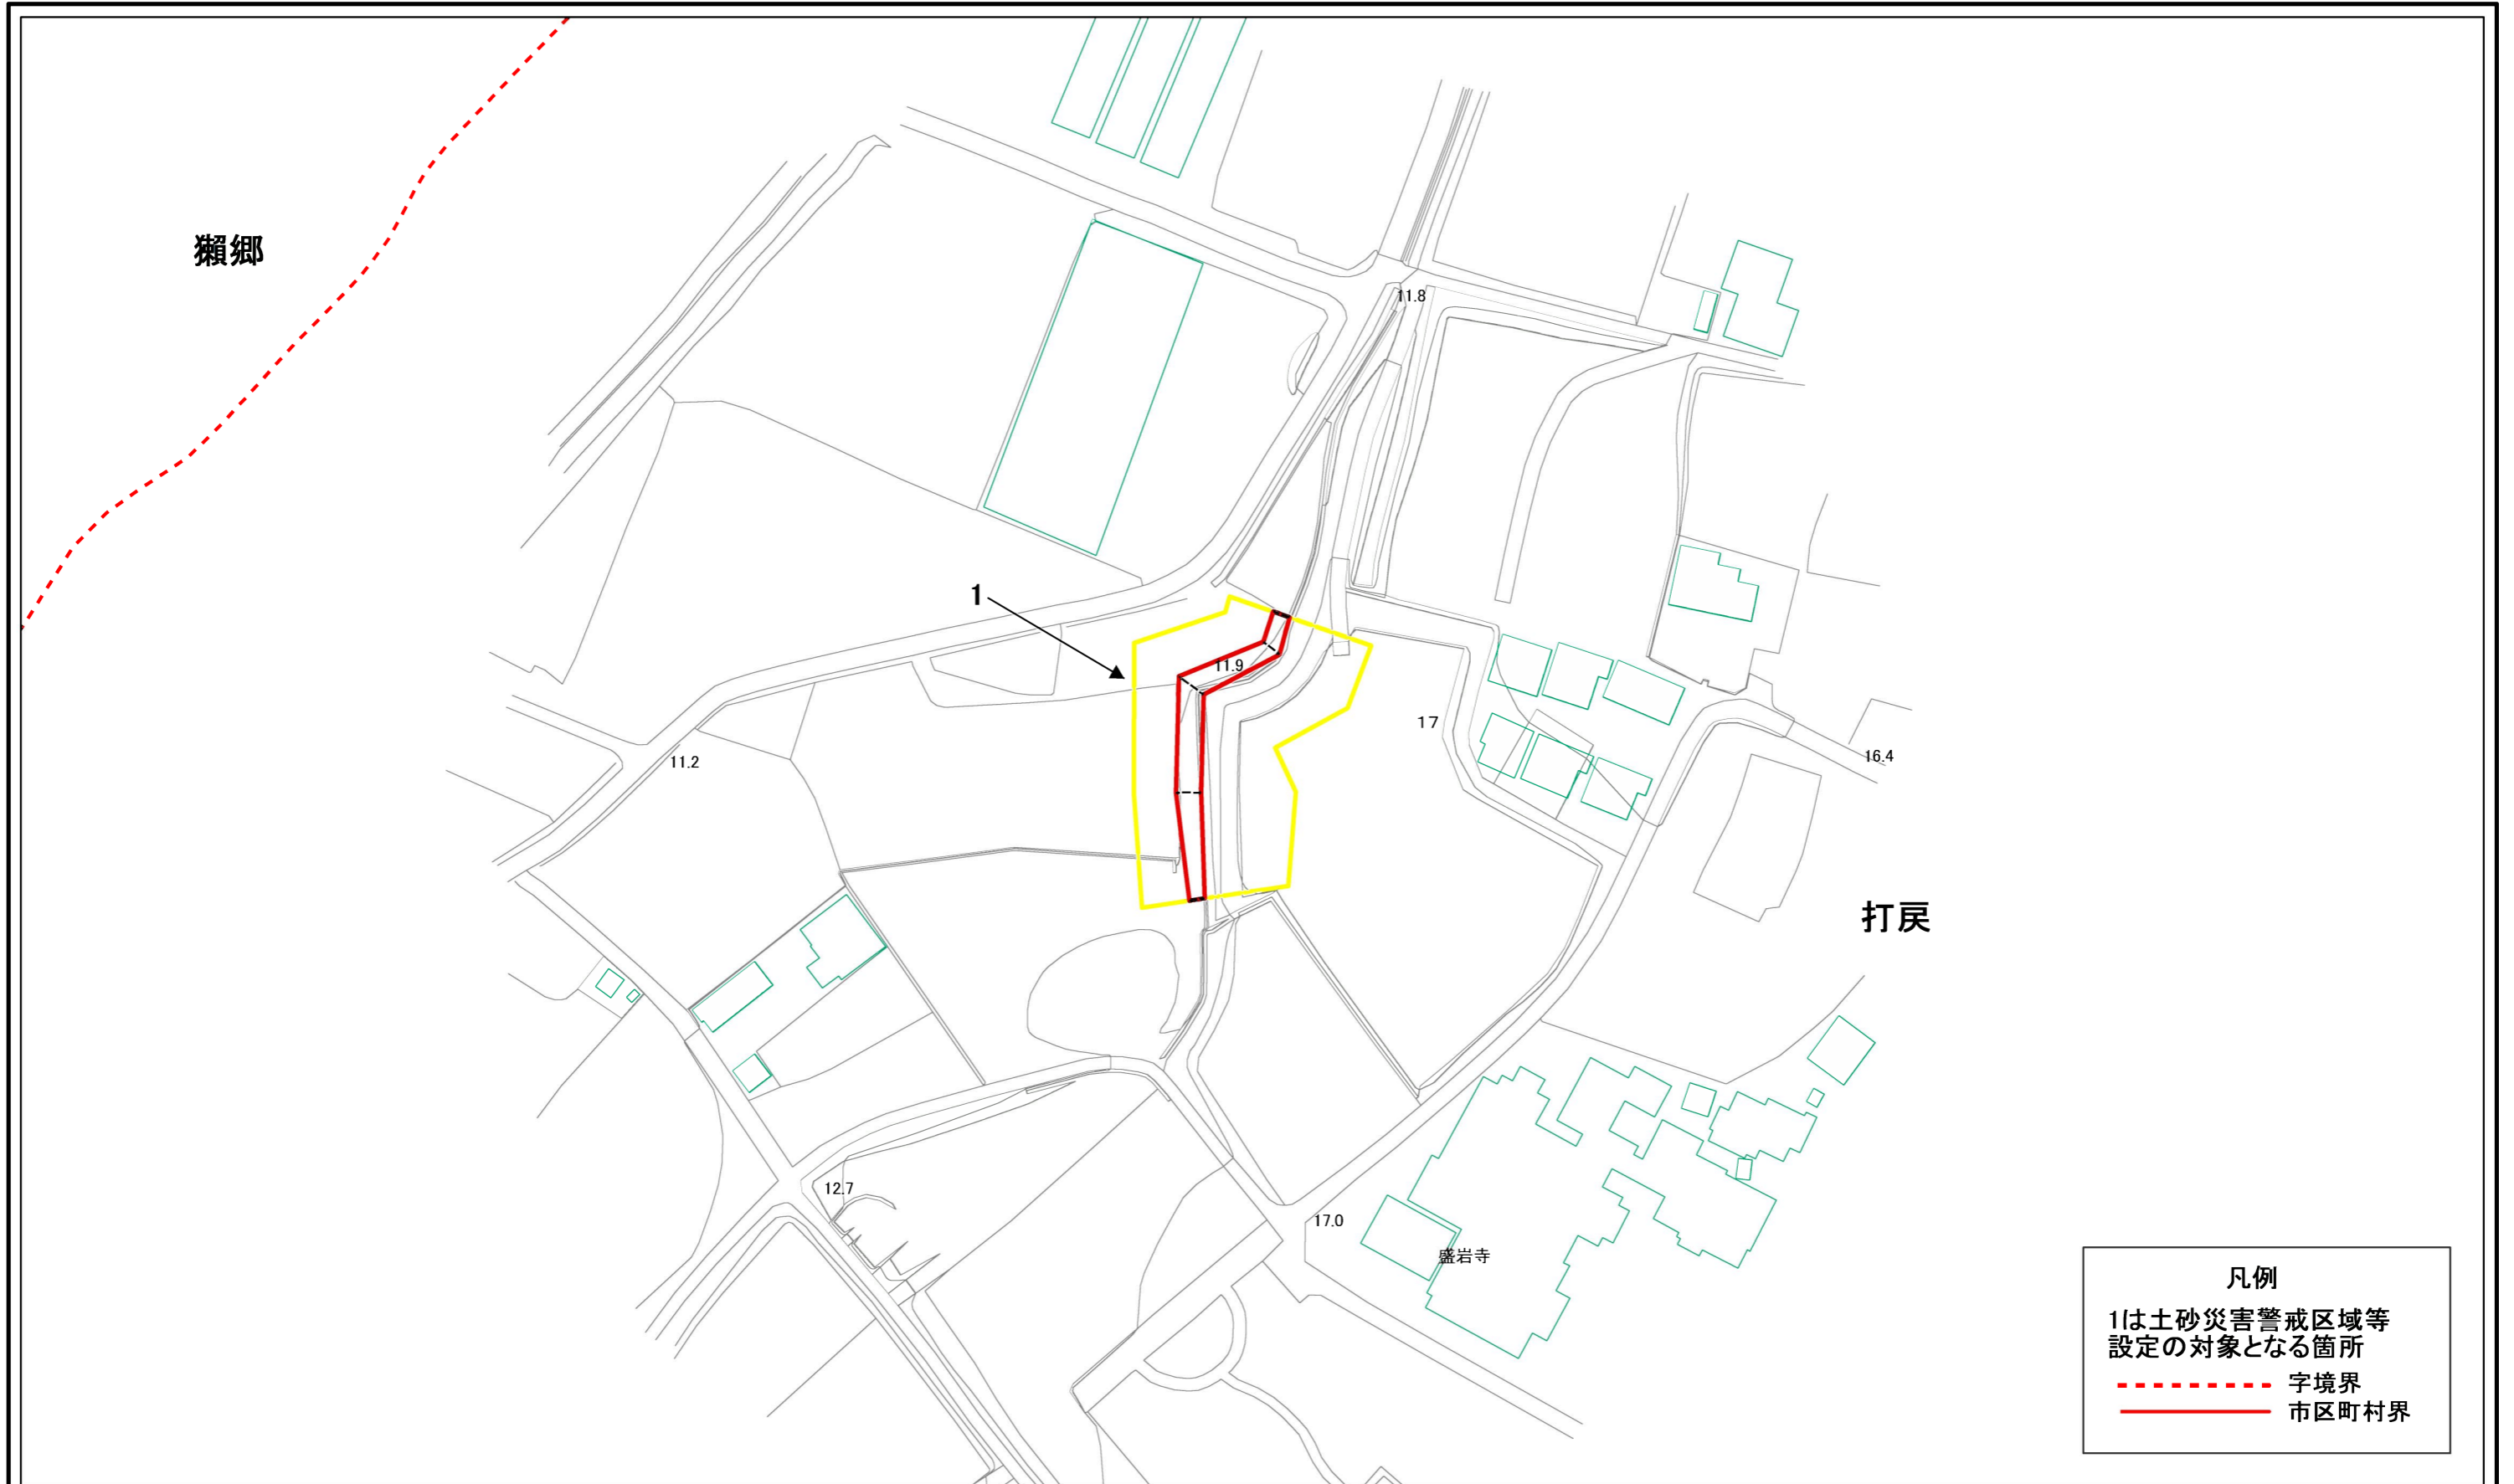 獺郷
11.8
1
11.9
17
11.2
16.4
打戻
12.7
17.0
盛岩寺
凡例
1は土砂災害警戒区域等
設定の対象となる箇所
字境界
市区町村界